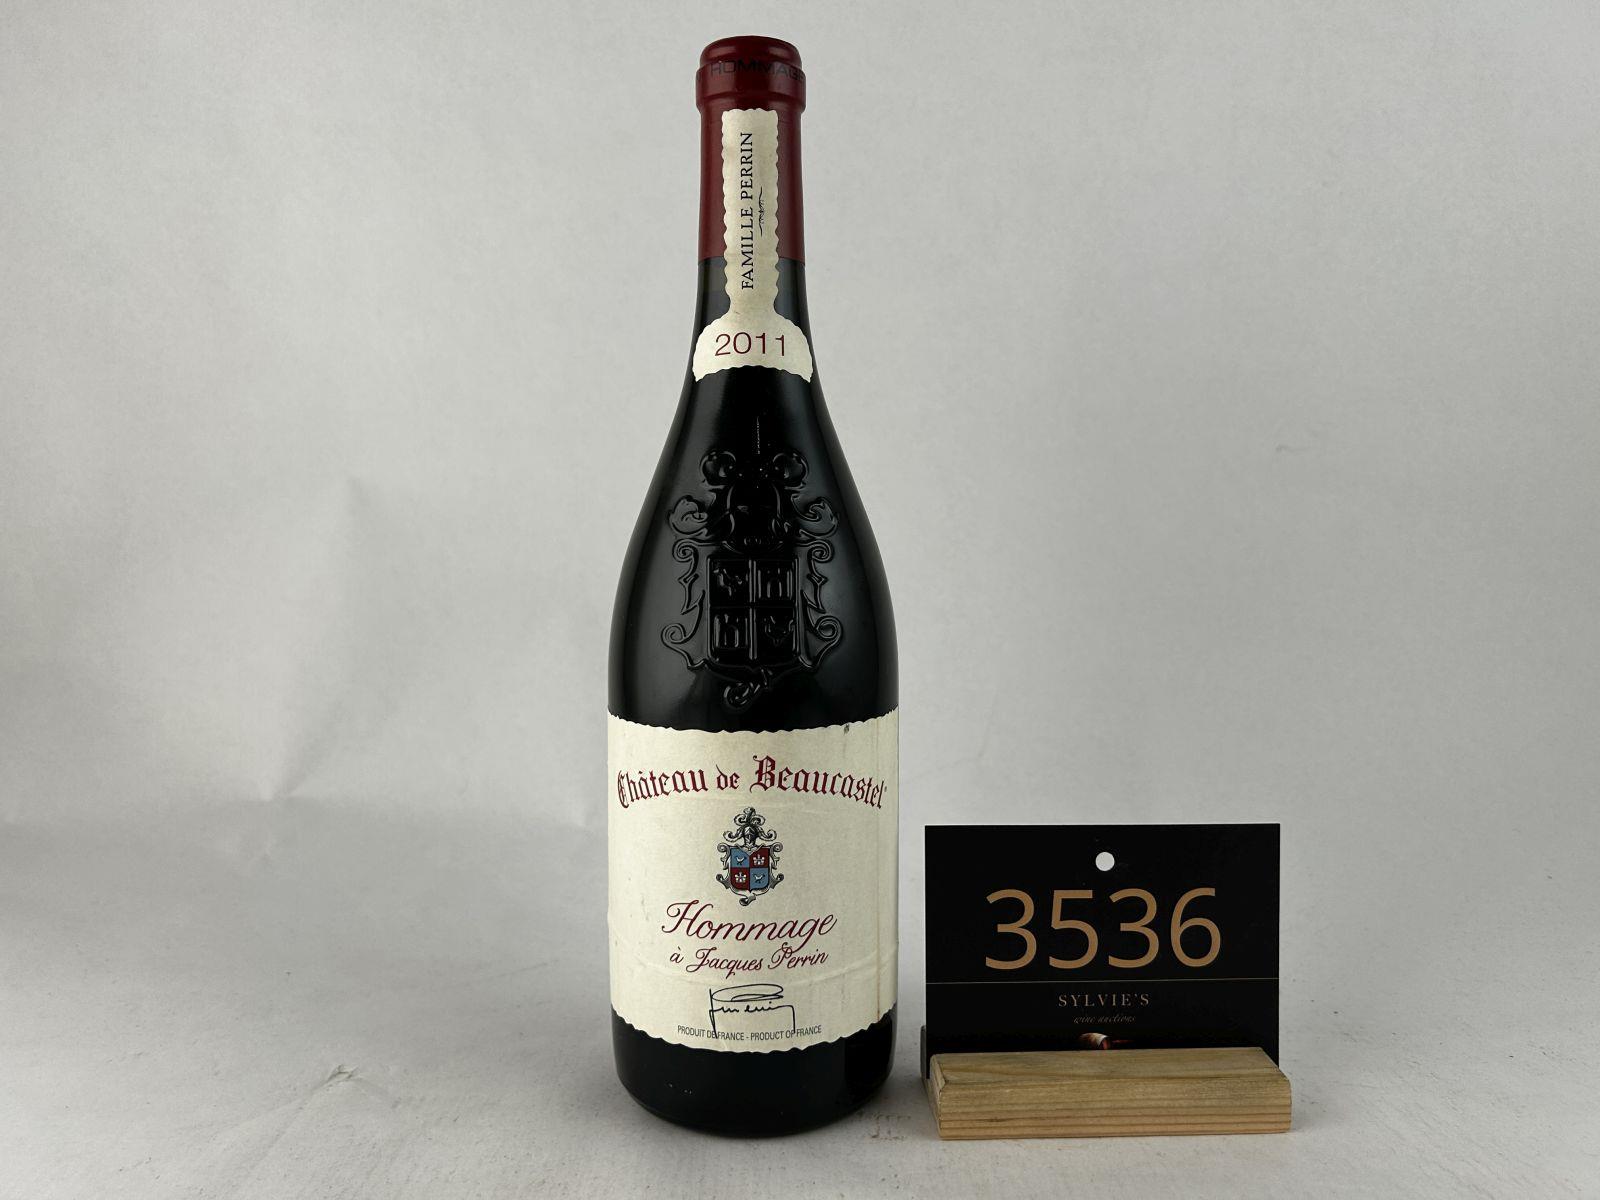 HOMMAGE
FAMILLE PERRIN
2011
Château de Beaucastel
Hommage
à Jacques Perrin
PRODUIT DE FRANCE - PRODUCT OF FRANCE
3536
SYLVIE'S
wine auctions